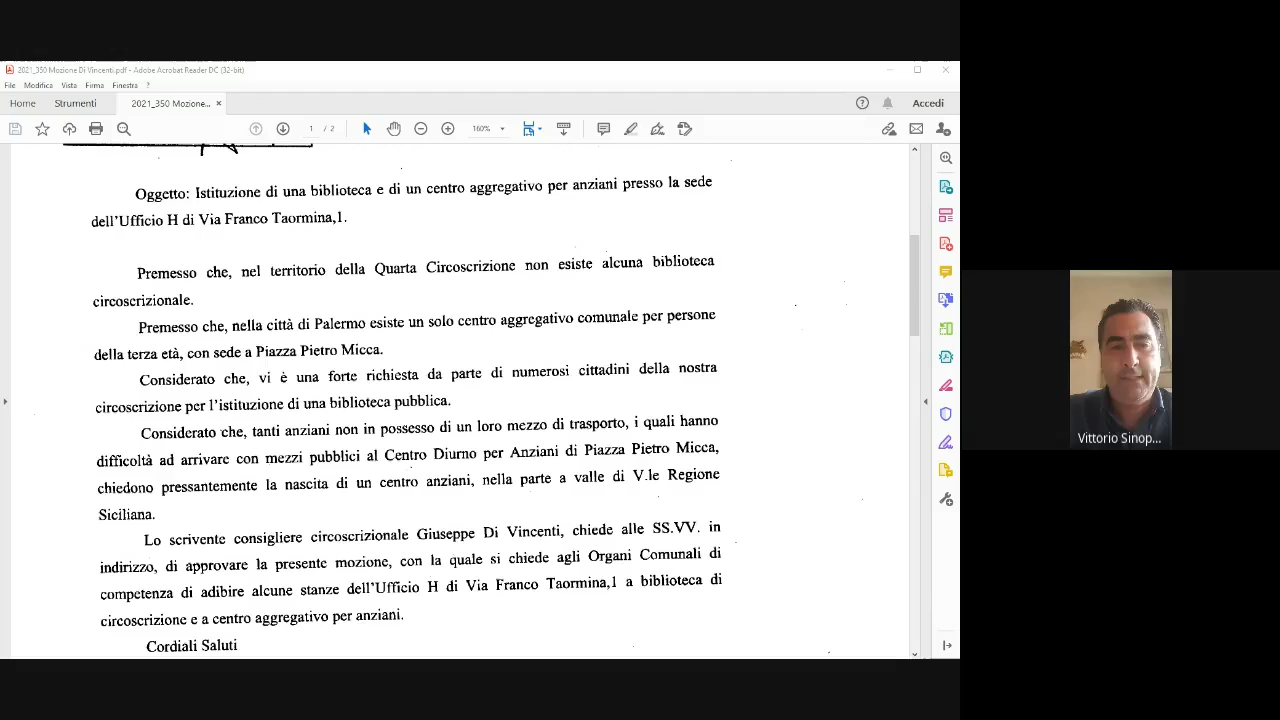 2021_350 Mozione Di Vincenti.pdf - Adobe Acrobat Reader DC (32-bit)
File Modifica Vista Firma Finestra ?
Home Strumenti 2021_350 Mozione... × Accedi
1 / 2 160%
Oggetto: Istituzione di una biblioteca e di un centro aggregativo per anziani presso la sede
dell'Ufficio H di Via Franco Taormina,1.
Premesso che, nel territorio della Quarta Circoscrizione non esiste alcuna biblioteca
circoscrizionale.
Premesso che, nella città di Palermo esiste un solo centro aggregativo comunale per persone
della terza età, con sede a Piazza Pietro Micca.
Considerato che, vi è una forte richiesta da parte di numerosi cittadini della nostra
circoscrizione per l'istituzione di una biblioteca pubblica.
Considerato che, tanti anziani non in possesso di un loro mezzo di trasporto, i quali hanno
difficoltà ad arrivare con mezzi pubblici al Centro Diurno per Anziani di Piazza Pietro Micca,
chiedono pressantemente la nascita di un centro anziani, nella parte a valle di V.le Regione
Siciliana.
Lo scrivente consigliere circoscrizionale Giuseppe Di Vincenti, chiede alle SS.VV. in
indirizzo, di approvare la presente mozione, con la quale si chiede agli Organi Comunali di
competenza di adibire alcune stanze dell'Ufficio H di Via Franco Taormina,1 a biblioteca di
circoscrizione e a centro aggregativo per anziani.
Cordiali Saluti
Vittorio Sinop...